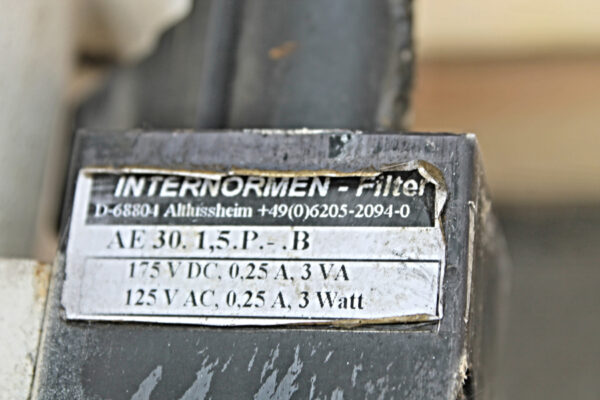 INTERNORMEN - Filter
D-68804 Altlussheim +49(0)6205-2094-0
AE 30. 1,5.P.-.B
175 V DC, 0,25 A, 3 VA
125 V AC, 0,25 A, 3 Watt